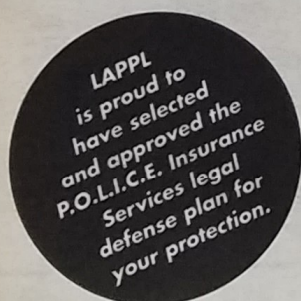 LAPPL
is proud to
have selected
and approved the
P.O.L.I.C.E. Insurance
Services legal
defense plan for
your protection.